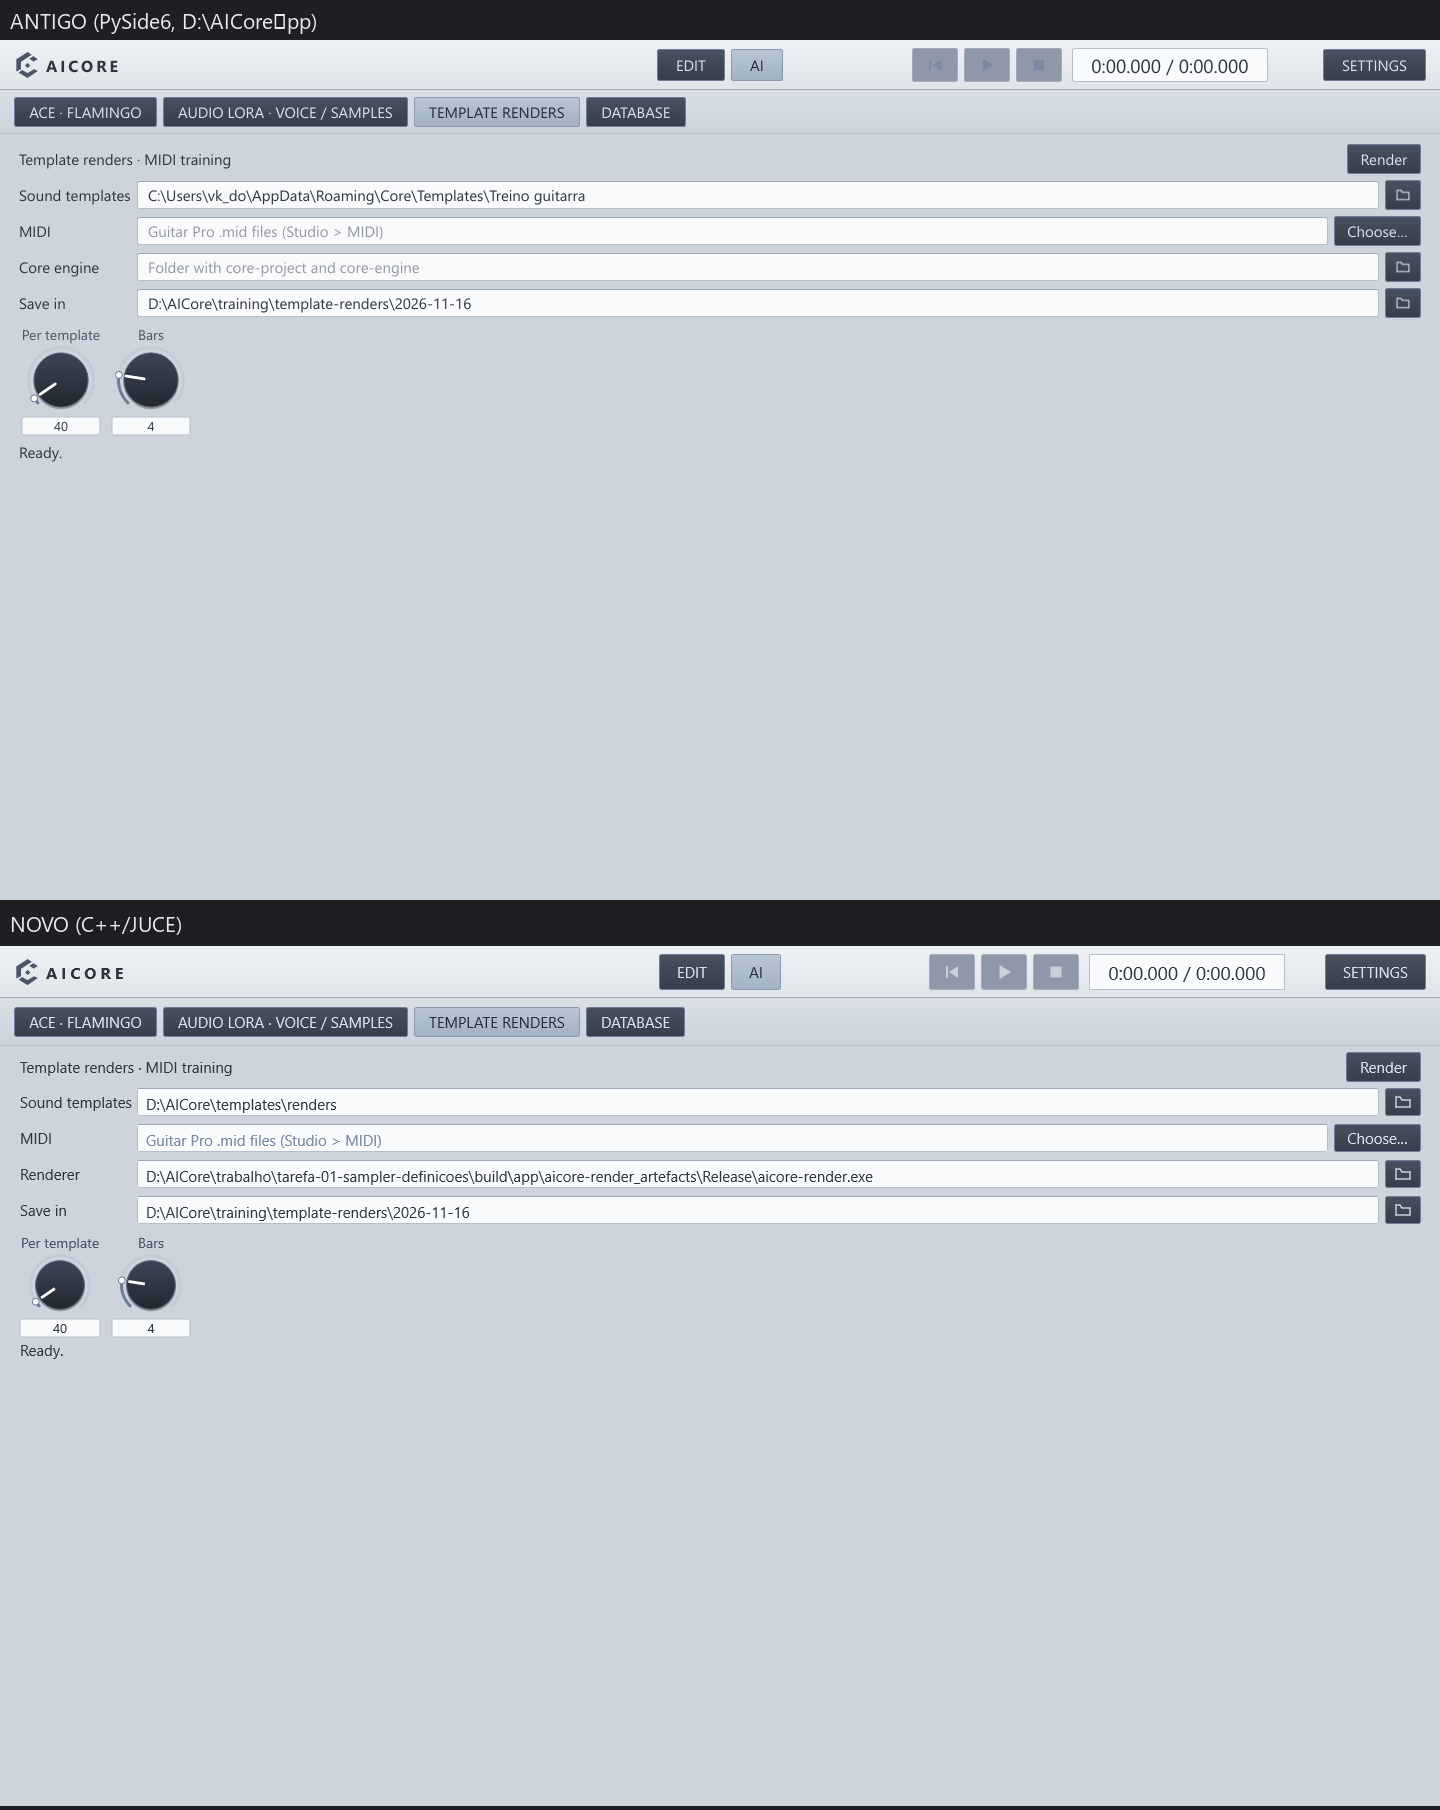 ANTIGO (PySide6, D:\AICore▯pp)
AICORE EDIT AI 0:00.000 / 0:00.000 SETTINGS
ACE · FLAMINGO AUDIO LORA · VOICE / SAMPLES TEMPLATE RENDERS DATABASE
Template renders · MIDI training Render
Sound templates C:\Users\vk_do\AppData\Roaming\Core\Templates\Treino guitarra
MIDI Guitar Pro .mid files (Studio > MIDI) Choose...
Core engine Folder with core-project and core-engine
Save in D:\AICore\training\template-renders\2026-11-16
Per template Bars
40 4
Ready.
NOVO (C++/JUCE)
AICORE EDIT AI 0:00.000 / 0:00.000 SETTINGS
ACE · FLAMINGO AUDIO LORA · VOICE / SAMPLES TEMPLATE RENDERS DATABASE
Template renders · MIDI training Render
Sound templates D:\AICore\templates\renders
MIDI Guitar Pro .mid files (Studio > MIDI) Choose...
Renderer D:\AICore\trabalho\tarefa-01-sampler-definicoes\build\app\aicore-render_artefacts\Release\aicore-render.exe
Save in D:\AICore\training\template-renders\2026-11-16
Per template Bars
40 4
Ready.